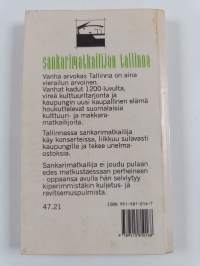 sankarimatkailijan tallinna
Vanha arvokas Tallinna on aina
vierailun arvoinen.
Vanhat kadut 1200-luvulta,
vireä kulttuuritarjonta ja
kaupungin uusi kaupallinen elämä
houkuttelevat suomalaisia
kulttuuri- ja makkara-
matkailijoita.
Tallinnassa sankarimatkailija
käy konserteissa, liikkuu sulavasti
kaupungilla ja tekee unelma-
ostoksia.
Sankarimatkailija ei joudu pulaan
edes matkustaessaan perheineen
- oppaansa avulla hän selviytyy
kiperimmistäkin kuljetus- ja
ravitsemuspulmista.
47.21